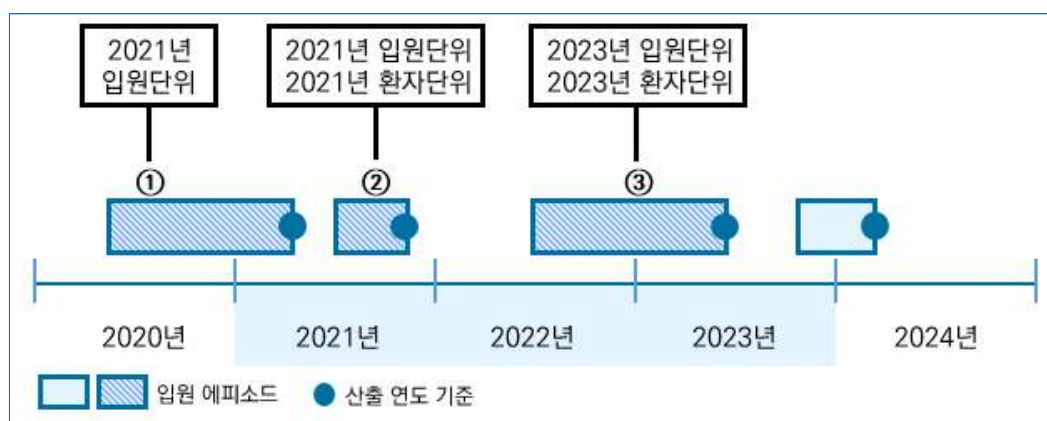 2021년
입원단위
2021년 입원단위
2021년 환자단위
2023년 입원단위
2023년 환자단위
①
②
③
2020년
2021년
2022년
2023년
2024년
입원 에피소드
산출 연도 기준